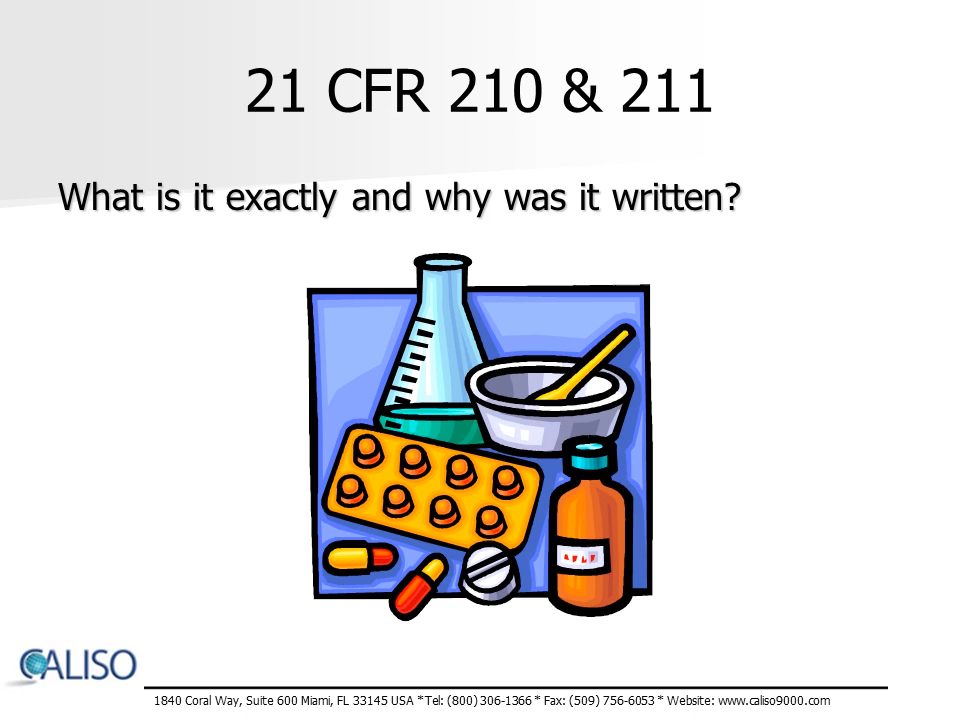 21 CFR 210 & 211
What is it exactly and why was it written?
CALISO
1840 Coral Way, Suite 600 Miami, FL 33145 USA *Tel: (800) 306-1366 * Fax: (509) 756-6053 * Website: www.caliso9000.com